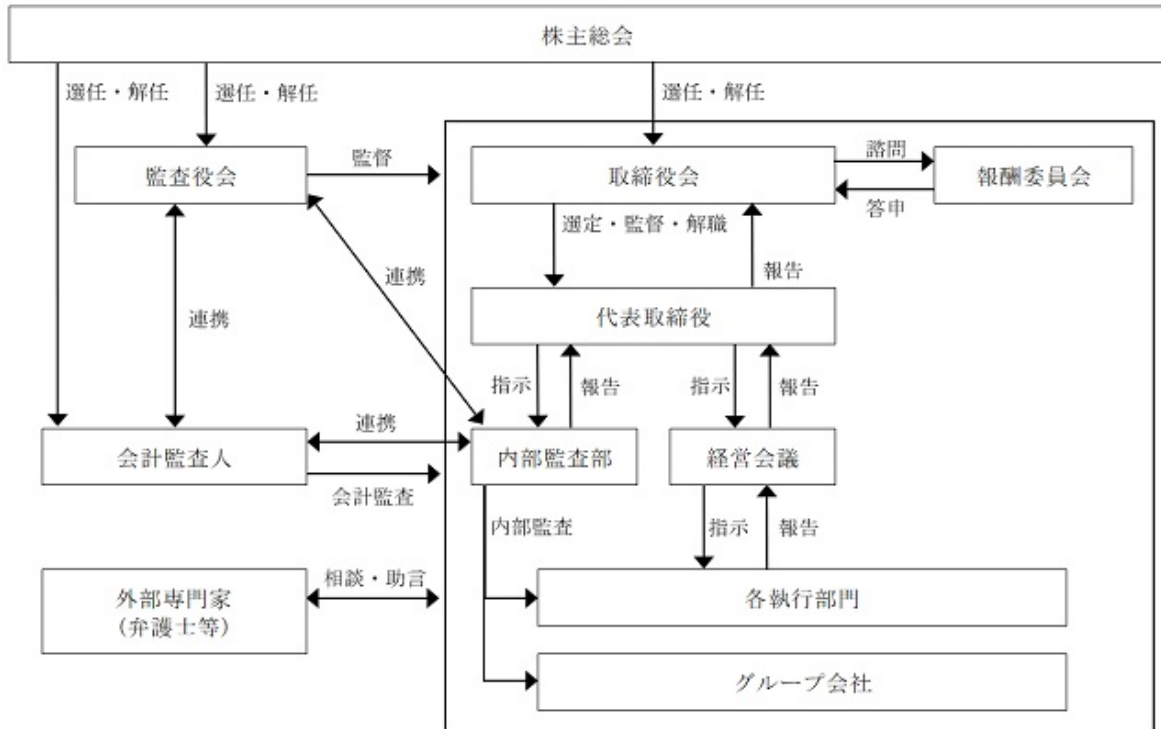 株主総会
選任・解任
選任・解任
選任・解任
監査役会
監督
取締役会
諮問
答申
報酬委員会
選定・監督・解職
報告
連携
連携
代表取締役
指示
報告
指示
報告
会計監査人
連携
会計監査
内部監査部
経営会議
内部監査
指示
報告
外部専門家
(弁護士等)
相談・助言
各執行部門
グループ会社